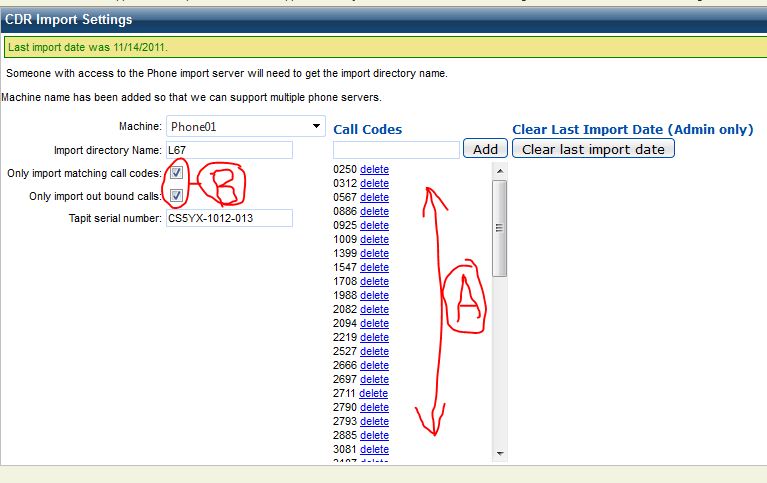 CDR Import Settings
Last import date was 11/14/2011.
Someone with access to the Phone import server will need to get the import directory name.
Machine name has been added so that we can support multiple phone servers.
Machine: Phone01
Import directory Name: L67
Only import matching call codes:
Only import out bound calls:
B
Tapit serial number: CS5YX-1012-013
Call Codes
Add
0250 delete
0312 delete
0567 delete
0886 delete
0925 delete
1009 delete
1399 delete
1547 delete
1708 delete
1988 delete
2082 delete
2094 delete
2219 delete
2527 delete
2666 delete
2697 delete
2711 delete
2790 delete
2793 delete
2885 delete
3081 delete
A
Clear Last Import Date (Admin only)
Clear last import date